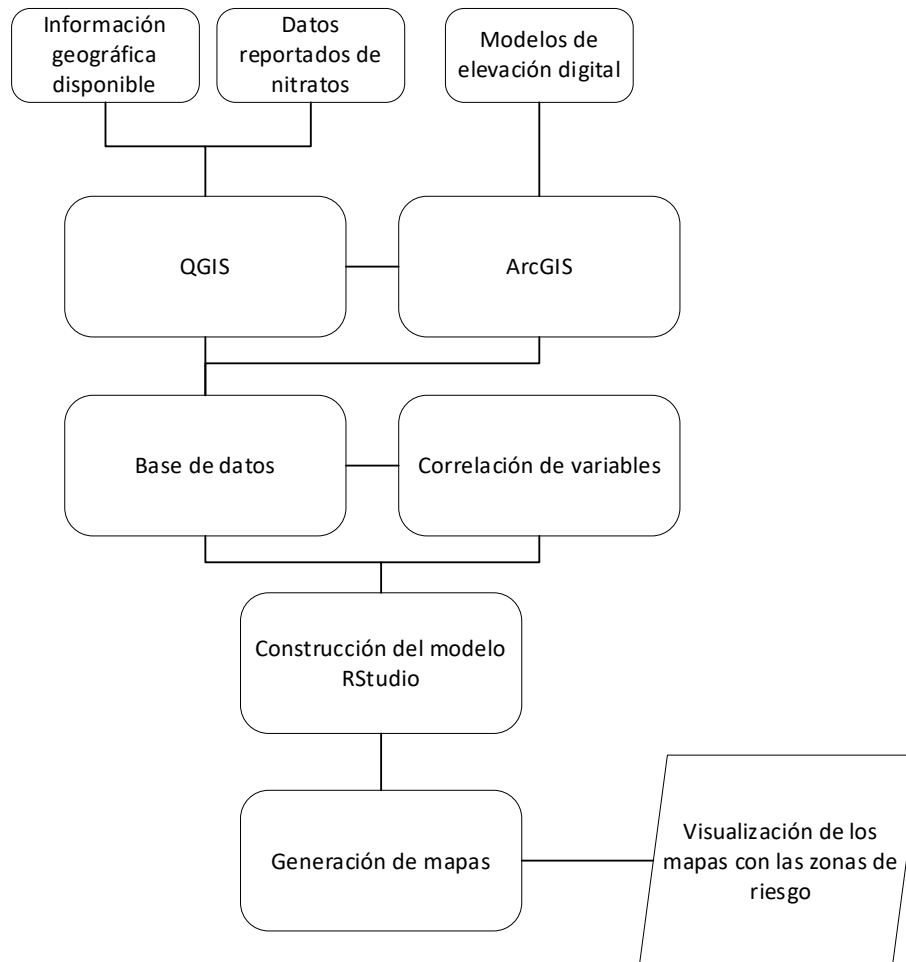 Información
geográfica
disponible
Datos
reportados de
nitratos
Modelos de
elevación digital
QGIS
ArcGIS
Base de datos
Correlación de variables
Construcción del modelo
RStudio
Generación de mapas
Visualización de los
mapas con las zonas de
riesgo